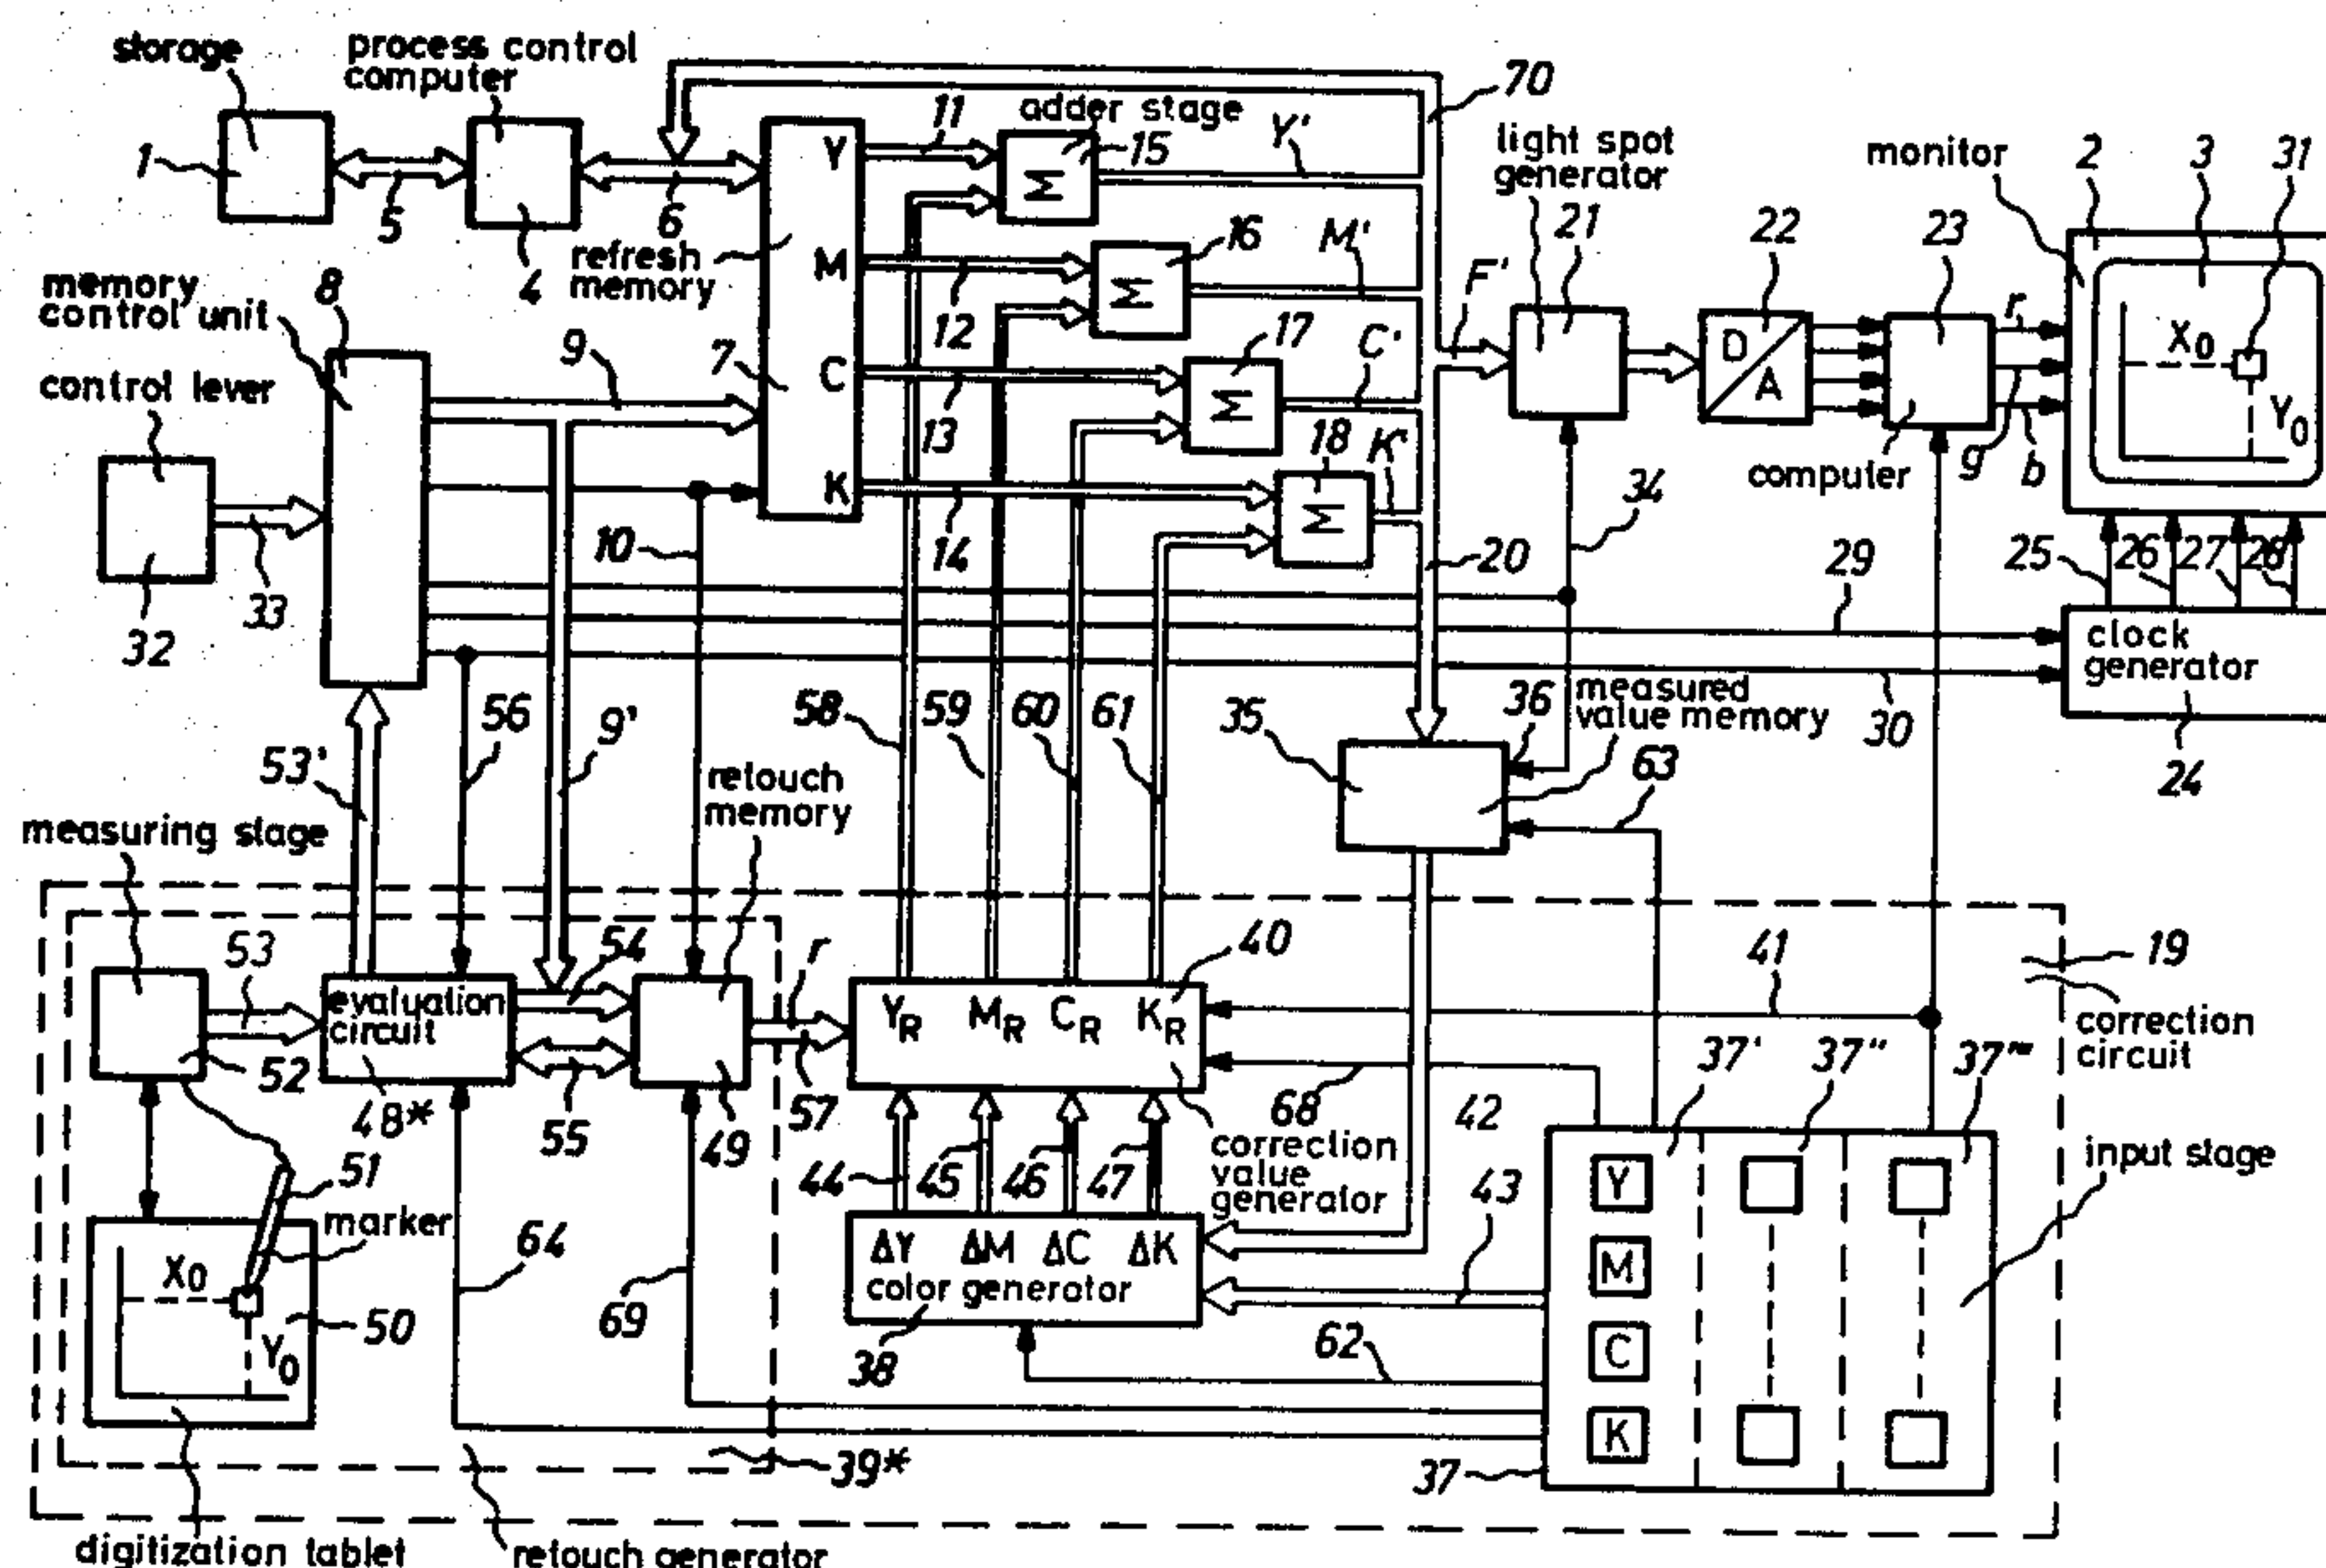 storage
process control
computer
1
5
4
6
70
adder stage
11
15
Y'
Y
M
C
K
refresh
memory
7
12
16
M'
13
17
C'
14
18
K'
Σ
Σ
Σ
Σ
light spot
generator
21
F'
22
D
A
23
computer
r
g
b
monitor
2
3
31
X0
Y0
memory
control unit
8
control lever
32
33
9
10
20
34
29
25
26
27
28
clock
generator
30
24
53'
56
9'
58
59
60
61
35
36
measured
value memory
63
retouch
memory
measuring stage
53
52
evaluation
circuit
48*
54
55
49
r
57
YR
MR
CR
KR
40
41
19
correction
circuit
68
42
correction
value
generator
44
45
46
47
ΔY
ΔM
ΔC
ΔK
color generator
38
43
62
37'
37"
37'''
Y
M
C
K
input stage
37
51
marker
X0
Y0
50
64
69
39*
digitization tablet
retouch generator